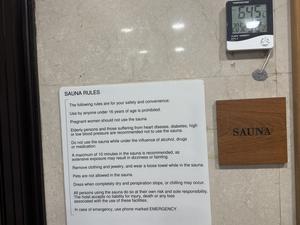 SAUNA RULES
The following rules are for your safety and convenience:
Use by anyone under 16 years of age is prohibited.
Pregnant women should not use the sauna.
Elderly persons and those suffering from heart disease, diabetes, high
or low blood pressure are recommended not to use the sauna.
Do not use the sauna while under the influence of alcohol, drugs
or medication.
A maximum of 10 minutes in the sauna is recommended, as
extensive exposure may result in dizziness or fainting.
Remove clothing and jewelry, and wear a loose towel while in the sauna.
Pets are not allowed in the sauna.
Dress when completely dry and perspiration stops, or chilling may occur.
All persons using the sauna do so at their own risk and sole responsibility.
The hotel accepts no liability for injury, death or any loss
associated with the use of these facilities.
In case of emergency, use phone marked EMERGENCY
SAUNA